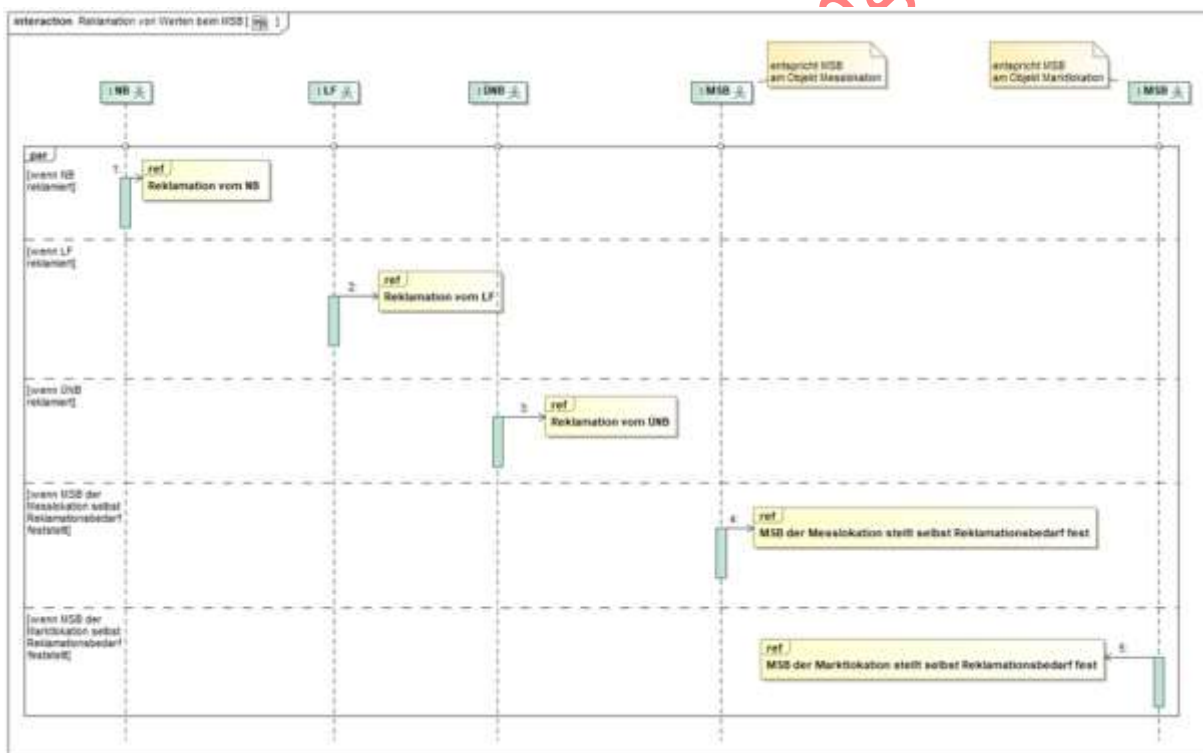 interaction Reklamation von Werten beim MSB [ ]
entspricht MSB
am Objekt Messlokation
entspricht MSB
am Objekt Marktlokation
: NB
: LF
: ÜNB
: MSB
: MSB
par
[wenn NB
reklamiert]
1:
ref
Reklamation vom NB
[wenn LF
reklamiert]
2:
ref
Reklamation vom LF
[wenn ÜNB
reklamiert]
3:
ref
Reklamation vom ÜNB
[wenn MSB der
Messlokation selbst
Reklamationsbedarf
feststellt]
4:
ref
MSB der Messlokation stellt selbst Reklamationsbedarf fest
[wenn MSB der
Marktlokation selbst
Reklamationsbedarf
feststellt]
5:
ref
MSB der Marktlokation stellt selbst Reklamationsbedarf fest